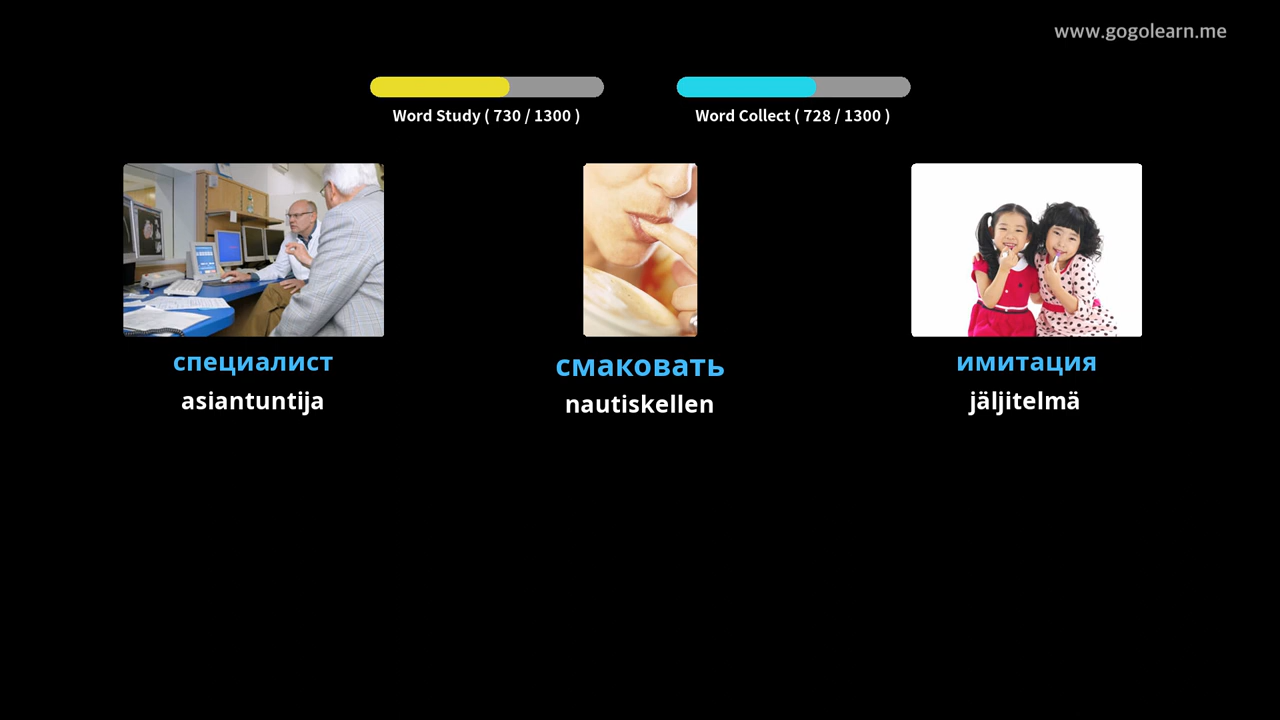 www.gogolearn.me
Word Study ( 730 / 1300 )
Word Collect ( 728 / 1300 )
специалист
asiantuntija
смаковать
nautiskellen
имитация
jäljitelmä